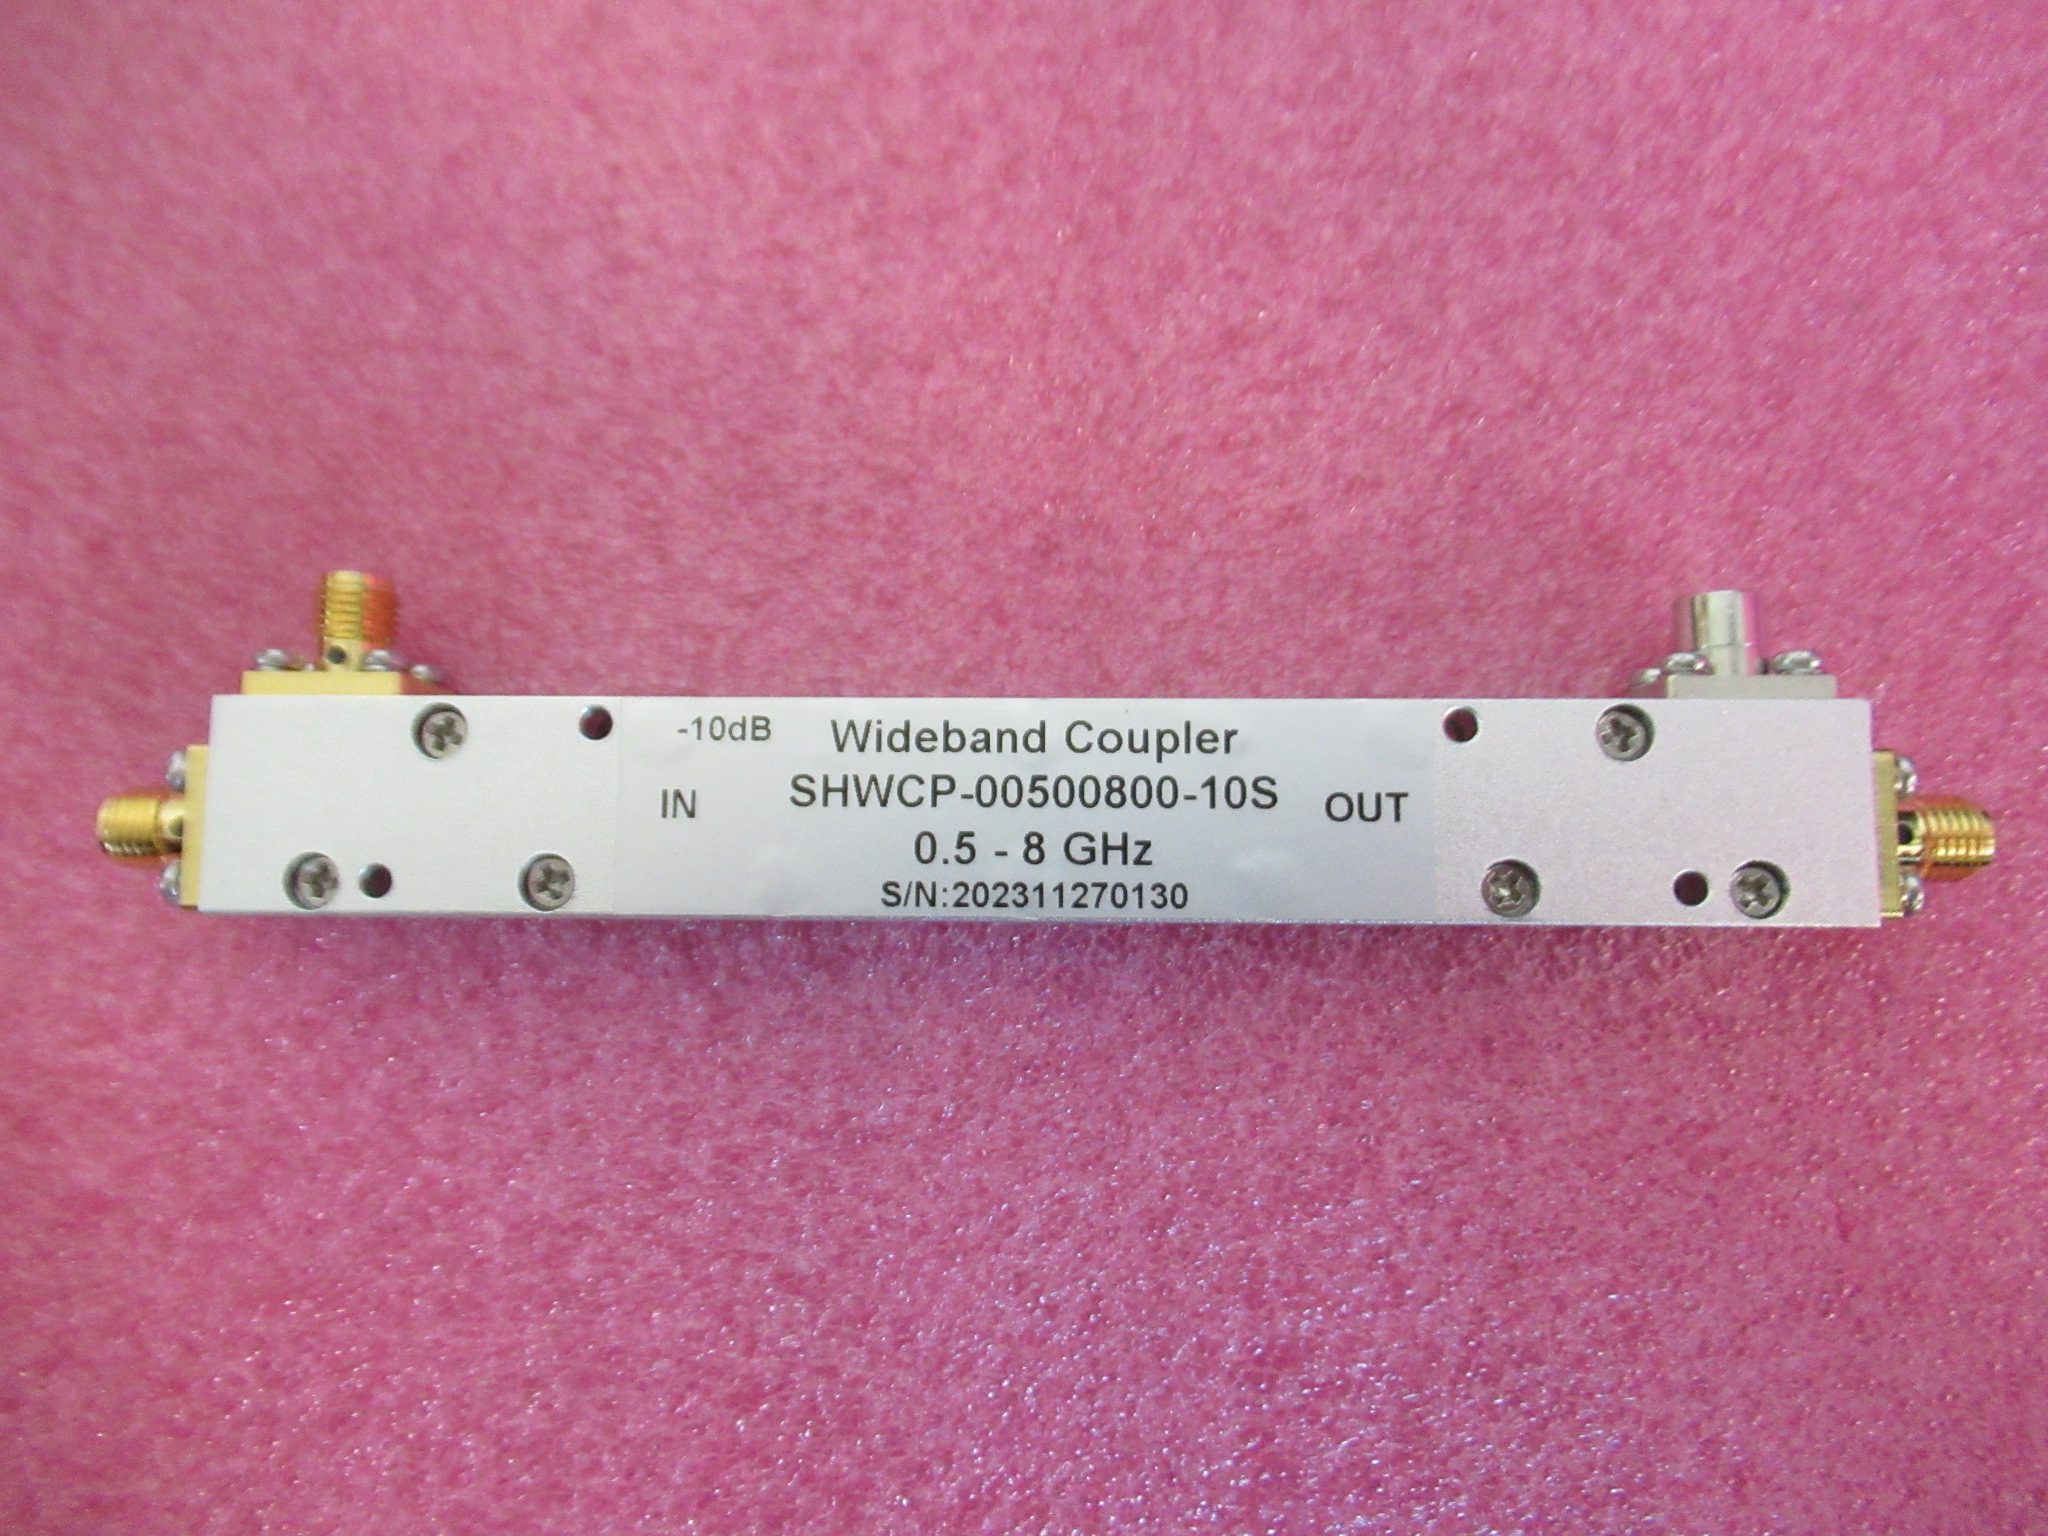 -10dB Wideband Coupler
IN SHWCP-00500800-10S OUT
0.5 - 8 GHz
S/N:202311270130